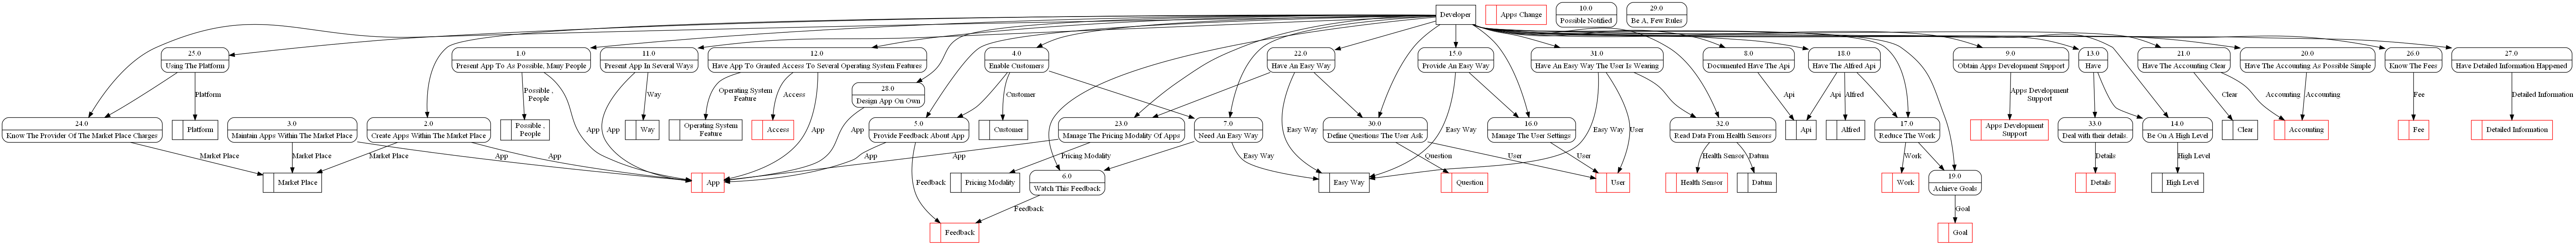 Developer
Apps Change
10.0
Possible Notified
29.0
Be A, Few Rules
25.0
Using The Platform
1.0
Present App To As Possible, Many People
11.0
Present App In Several Ways
12.0
Have App To Granted Access To Several Operating System Features
4.0
Enable Customers
22.0
Have An Easy Way
15.0
Provide An Easy Way
31.0
Have An Easy Way The User Is Wearing
8.0
Documented Have The Api
18.0
Have The Alfred Api
9.0
Obtain Apps Development Support
13.0
Have
21.0
Have The Accounting Clear
20.0
Have The Accounting As Possible Simple
26.0
Know The Fees
27.0
Have Detailed Information Happened
28.0
Design App On Own
Platform
Possible ,
People
App
Way
App
Operating System
Feature
Access
App
Customer
Easy Way
Easy Way
Easy Way
User
Api
Api
Alfred
Apps Development
Support
Clear
Accounting
Accounting
Fee
Detailed Information
24.0
Know The Provider Of The Market Place Charges
Platform
3.0
Maintain Apps Within The Market Place
2.0
Create Apps Within The Market Place
Possible ,
People
Way
Operating System
Feature
Access
5.0
Provide Feedback About App
Customer
23.0
Manage The Pricing Modality Of Apps
7.0
Need An Easy Way
30.0
Define Questions The User Ask
16.0
Manage The User Settings
32.0
Read Data From Health Sensors
Api
Alfred
17.0
Reduce The Work
Apps Development
Support
33.0
Deal with their details.
14.0
Be On A High Level
Clear
Accounting
Fee
Detailed Information
App
Market Place
Market Place
Market Place
App
App
App
App
Pricing Modality
Easy Way
Question
User
User
Health Sensor
Datum
Work
Details
High Level
Market Place
App
Feedback
Pricing Modality
6.0
Watch This Feedback
Easy Way
Question
User
Health Sensor
Datum
Work
19.0
Achieve Goals
Details
High Level
Feedback
Goal
Feedback
Goal